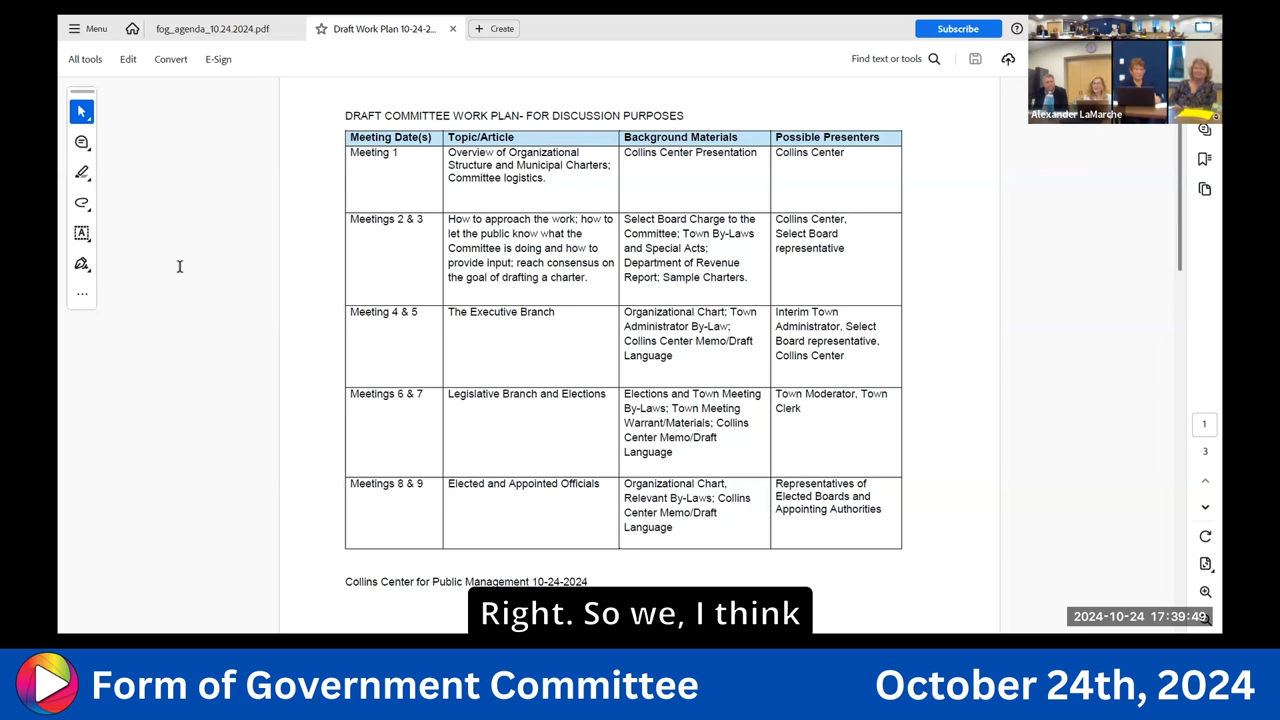 Menu
fog_agenda_10.24.2024.pdf
Draft Work Plan 10-24-2...
Create
Subscribe
All tools
Edit
Convert
E-Sign
Find text or tools
Alexander LaMarche
DRAFT COMMITTEE WORK PLAN- FOR DISCUSSION PURPOSES
Meeting Date(s) Topic/Article Background Materials Possible Presenters
Meeting 1
Overview of Organizational
Structure and Municipal Charters;
Committee logistics.
Collins Center Presentation
Collins Center
Meetings 2 & 3
How to approach the work; how to
let the public know what the
Committee is doing and how to
provide input; reach consensus on
the goal of drafting a charter.
Select Board Charge to the
Committee; Town By-Laws
and Special Acts;
Department of Revenue
Report; Sample Charters.
Collins Center,
Select Board
representative
Meeting 4 & 5
The Executive Branch
Organizational Chart; Town
Administrator By-Law;
Collins Center Memo/Draft
Language
Interim Town
Administrator, Select
Board representative,
Collins Center
Meetings 6 & 7
Legislative Branch and Elections
Elections and Town Meeting
By-Laws; Town Meeting
Warrant/Materials; Collins
Center Memo/Draft
Language
Town Moderator, Town
Clerk
Meetings 8 & 9
Elected and Appointed Officials
Organizational Chart,
Relevant By-Laws; Collins
Center Memo/Draft
Language
Representatives of
Elected Boards and
Appointing Authorities
Collins Center for Public Management 10-24-2024
1
3
Right. So we, I think
2024-10-24 17:39:49
Form of Government Committee
October 24th, 2024